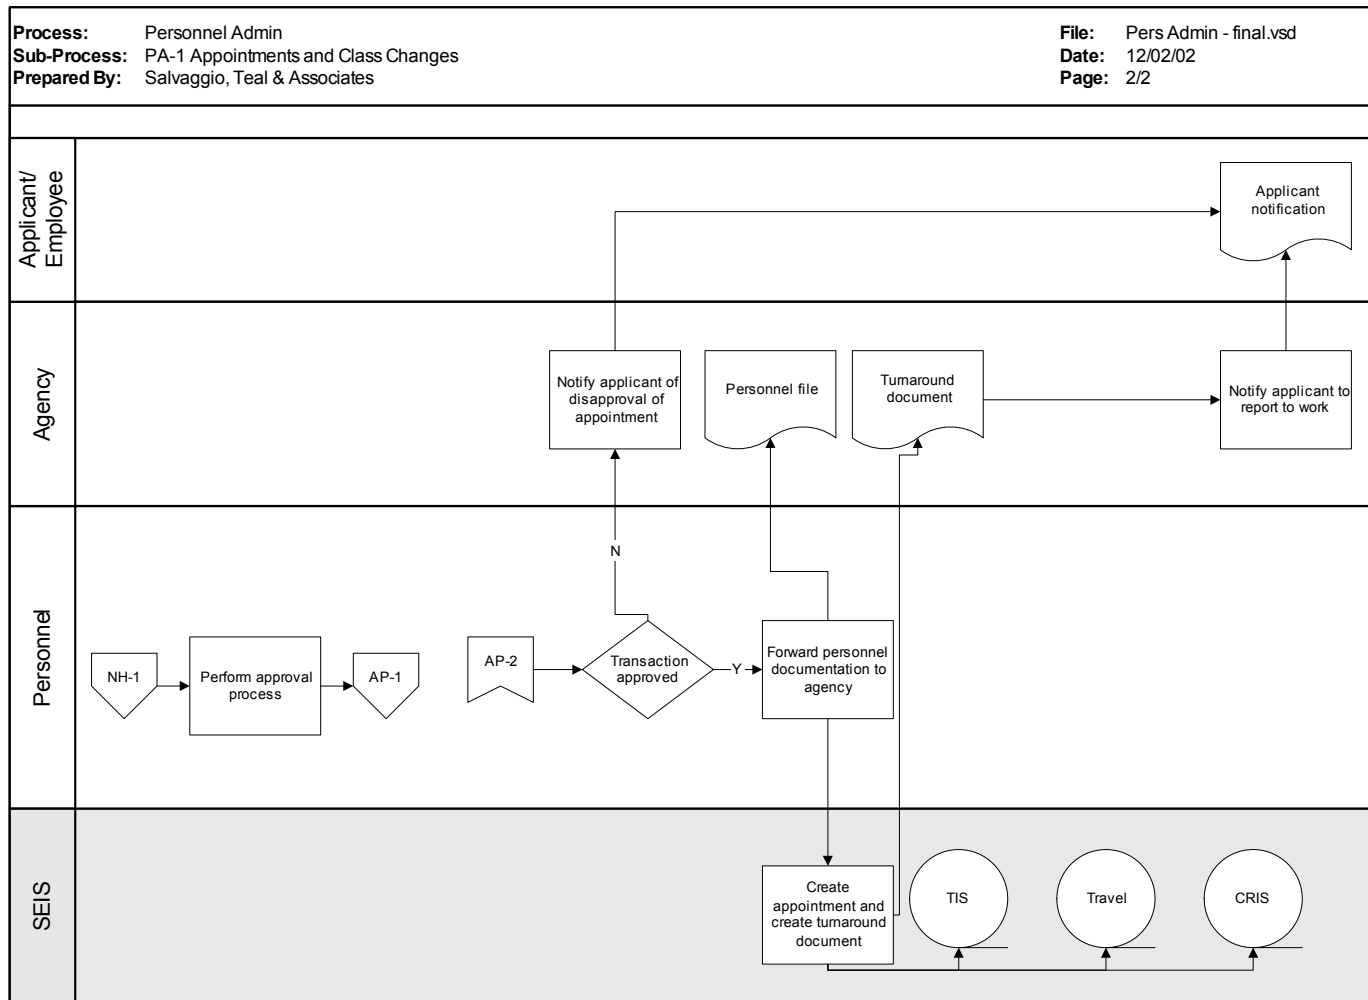 Process: Personnel Admin
Sub-Process: PA-1 Appointments and Class Changes
Prepared By: Salvaggio, Teal & Associates
File: Pers Admin - final.vsd
Date: 12/02/02
Page: 2/2
Applicant/
Employee
Applicant
notification
Agency
Notify applicant of
disapproval of
appointment
Personnel file
Turnaround
document
Notify applicant to
report to work
Personnel
N
NH-1
Perform approval
process
AP-1
AP-2
Transaction
approved
Y
Forward personnel
documentation to
agency
SEIS
Create
appointment and
create turnaround
document
TIS
Travel
CRIS